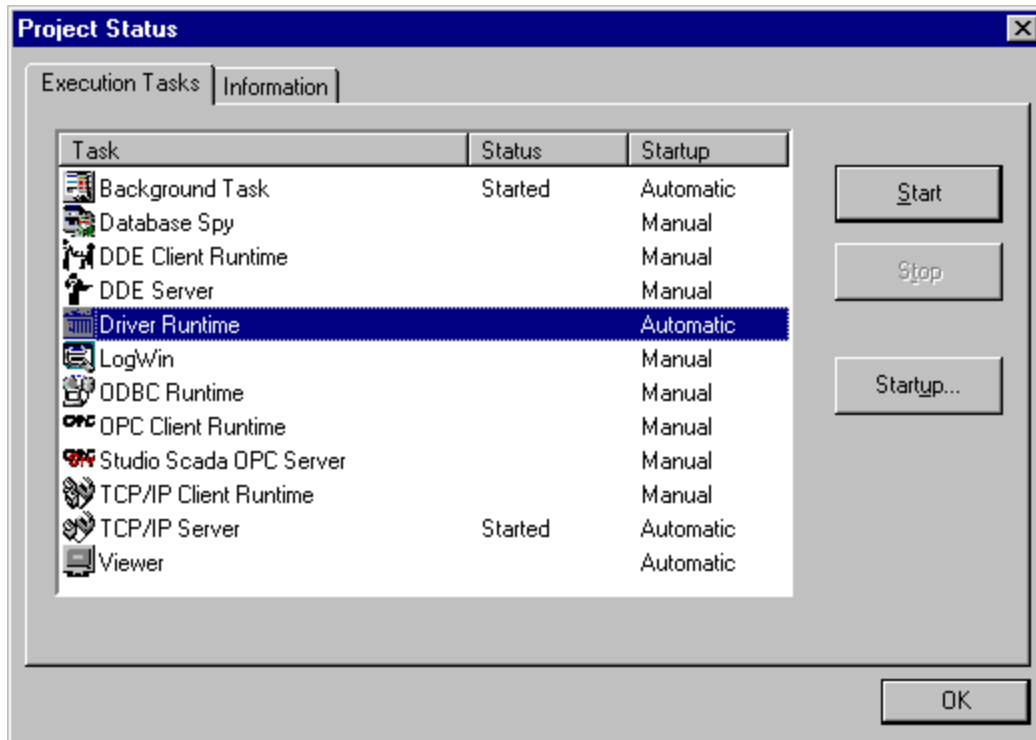 Project Status
Execution Tasks Information
Task Status Startup
Background Task Started Automatic
Database Spy Manual
DDE Client Runtime Manual
DDE Server Manual
Driver Runtime Automatic
LogWin Manual
ODBC Runtime Manual
OPC OPC Client Runtime Manual
Studio Scada OPC Server Manual
TCP/IP Client Runtime Manual
TCP/IP Server Started Automatic
Viewer Automatic
Start
Stop
Startup...
OK